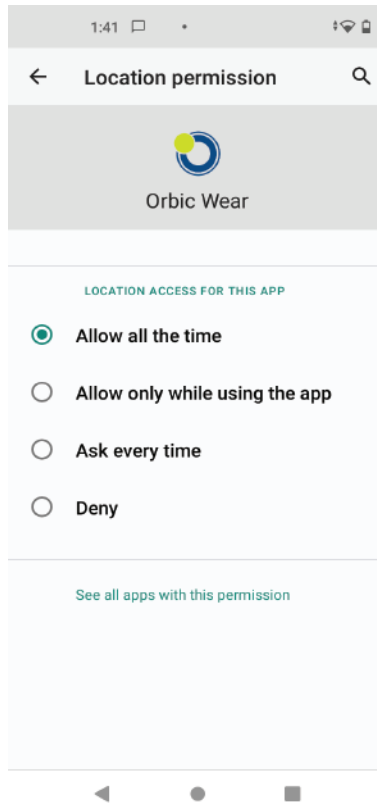 1:41
Location permission
Orbic Wear
LOCATION ACCESS FOR THIS APP
Allow all the time
Allow only while using the app
Ask every time
Deny
See all apps with this permission